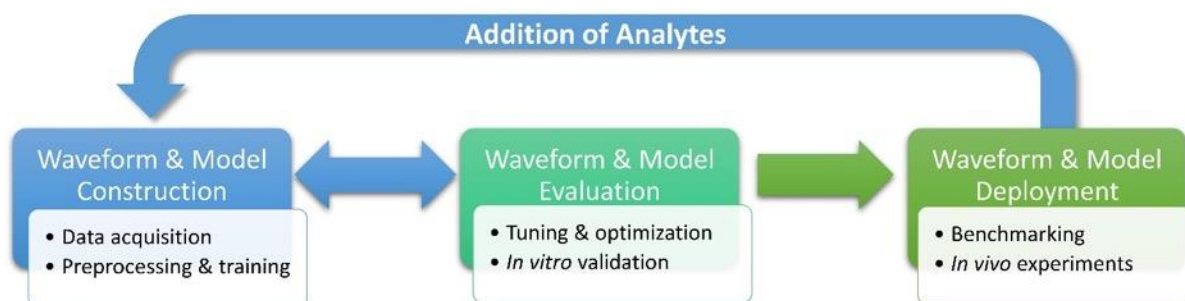 Addition of Analytes
Waveform & Model
Construction
• Data acquisition
• Preprocessing & training
Waveform & Model
Evaluation
• Tuning & optimization
• In vitro validation
Waveform & Model
Deployment
• Benchmarking
• In vivo experiments